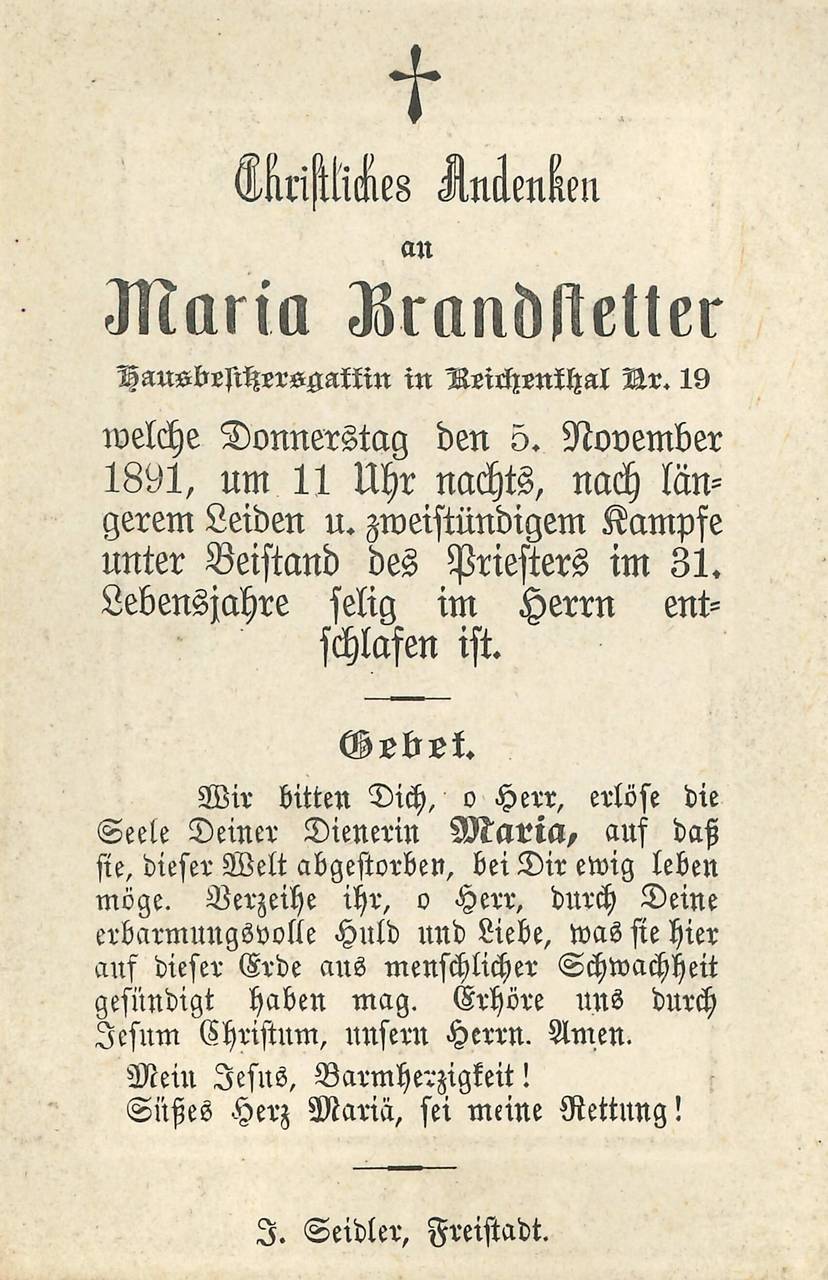 Christliches Andenken
an
Maria Brandstetter
Hausbesitzersgattin in Reichenthal Nr. 19
welche Donnerstag den 5. November
1891, um 11 Uhr nachts, nach län-
gerem Leiden u. zweistündigem Kampfe
unter Beistand des Priesters im 31.
Lebensjahre selig im Herrn ent-
schlafen ist.
Gebet.
Wir bitten Dich, o Herr, erlöse die
Seele Deiner Dienerin Maria, auf daß
sie, dieser Welt abgestorben, bei Dir ewig leben
möge. Verzeihe ihr, o Herr, durch Deine
erbarmungsvolle Huld und Liebe, was sie hier
auf dieser Erde aus menschlicher Schwachheit
gesündigt haben mag. Erhöre uns durch
Jesum Christum, unsern Herrn. Amen.
Mein Jesus, Barmherzigkeit!
Süßes Herz Mariä, sei meine Rettung!
J. Seidler, Freistadt.